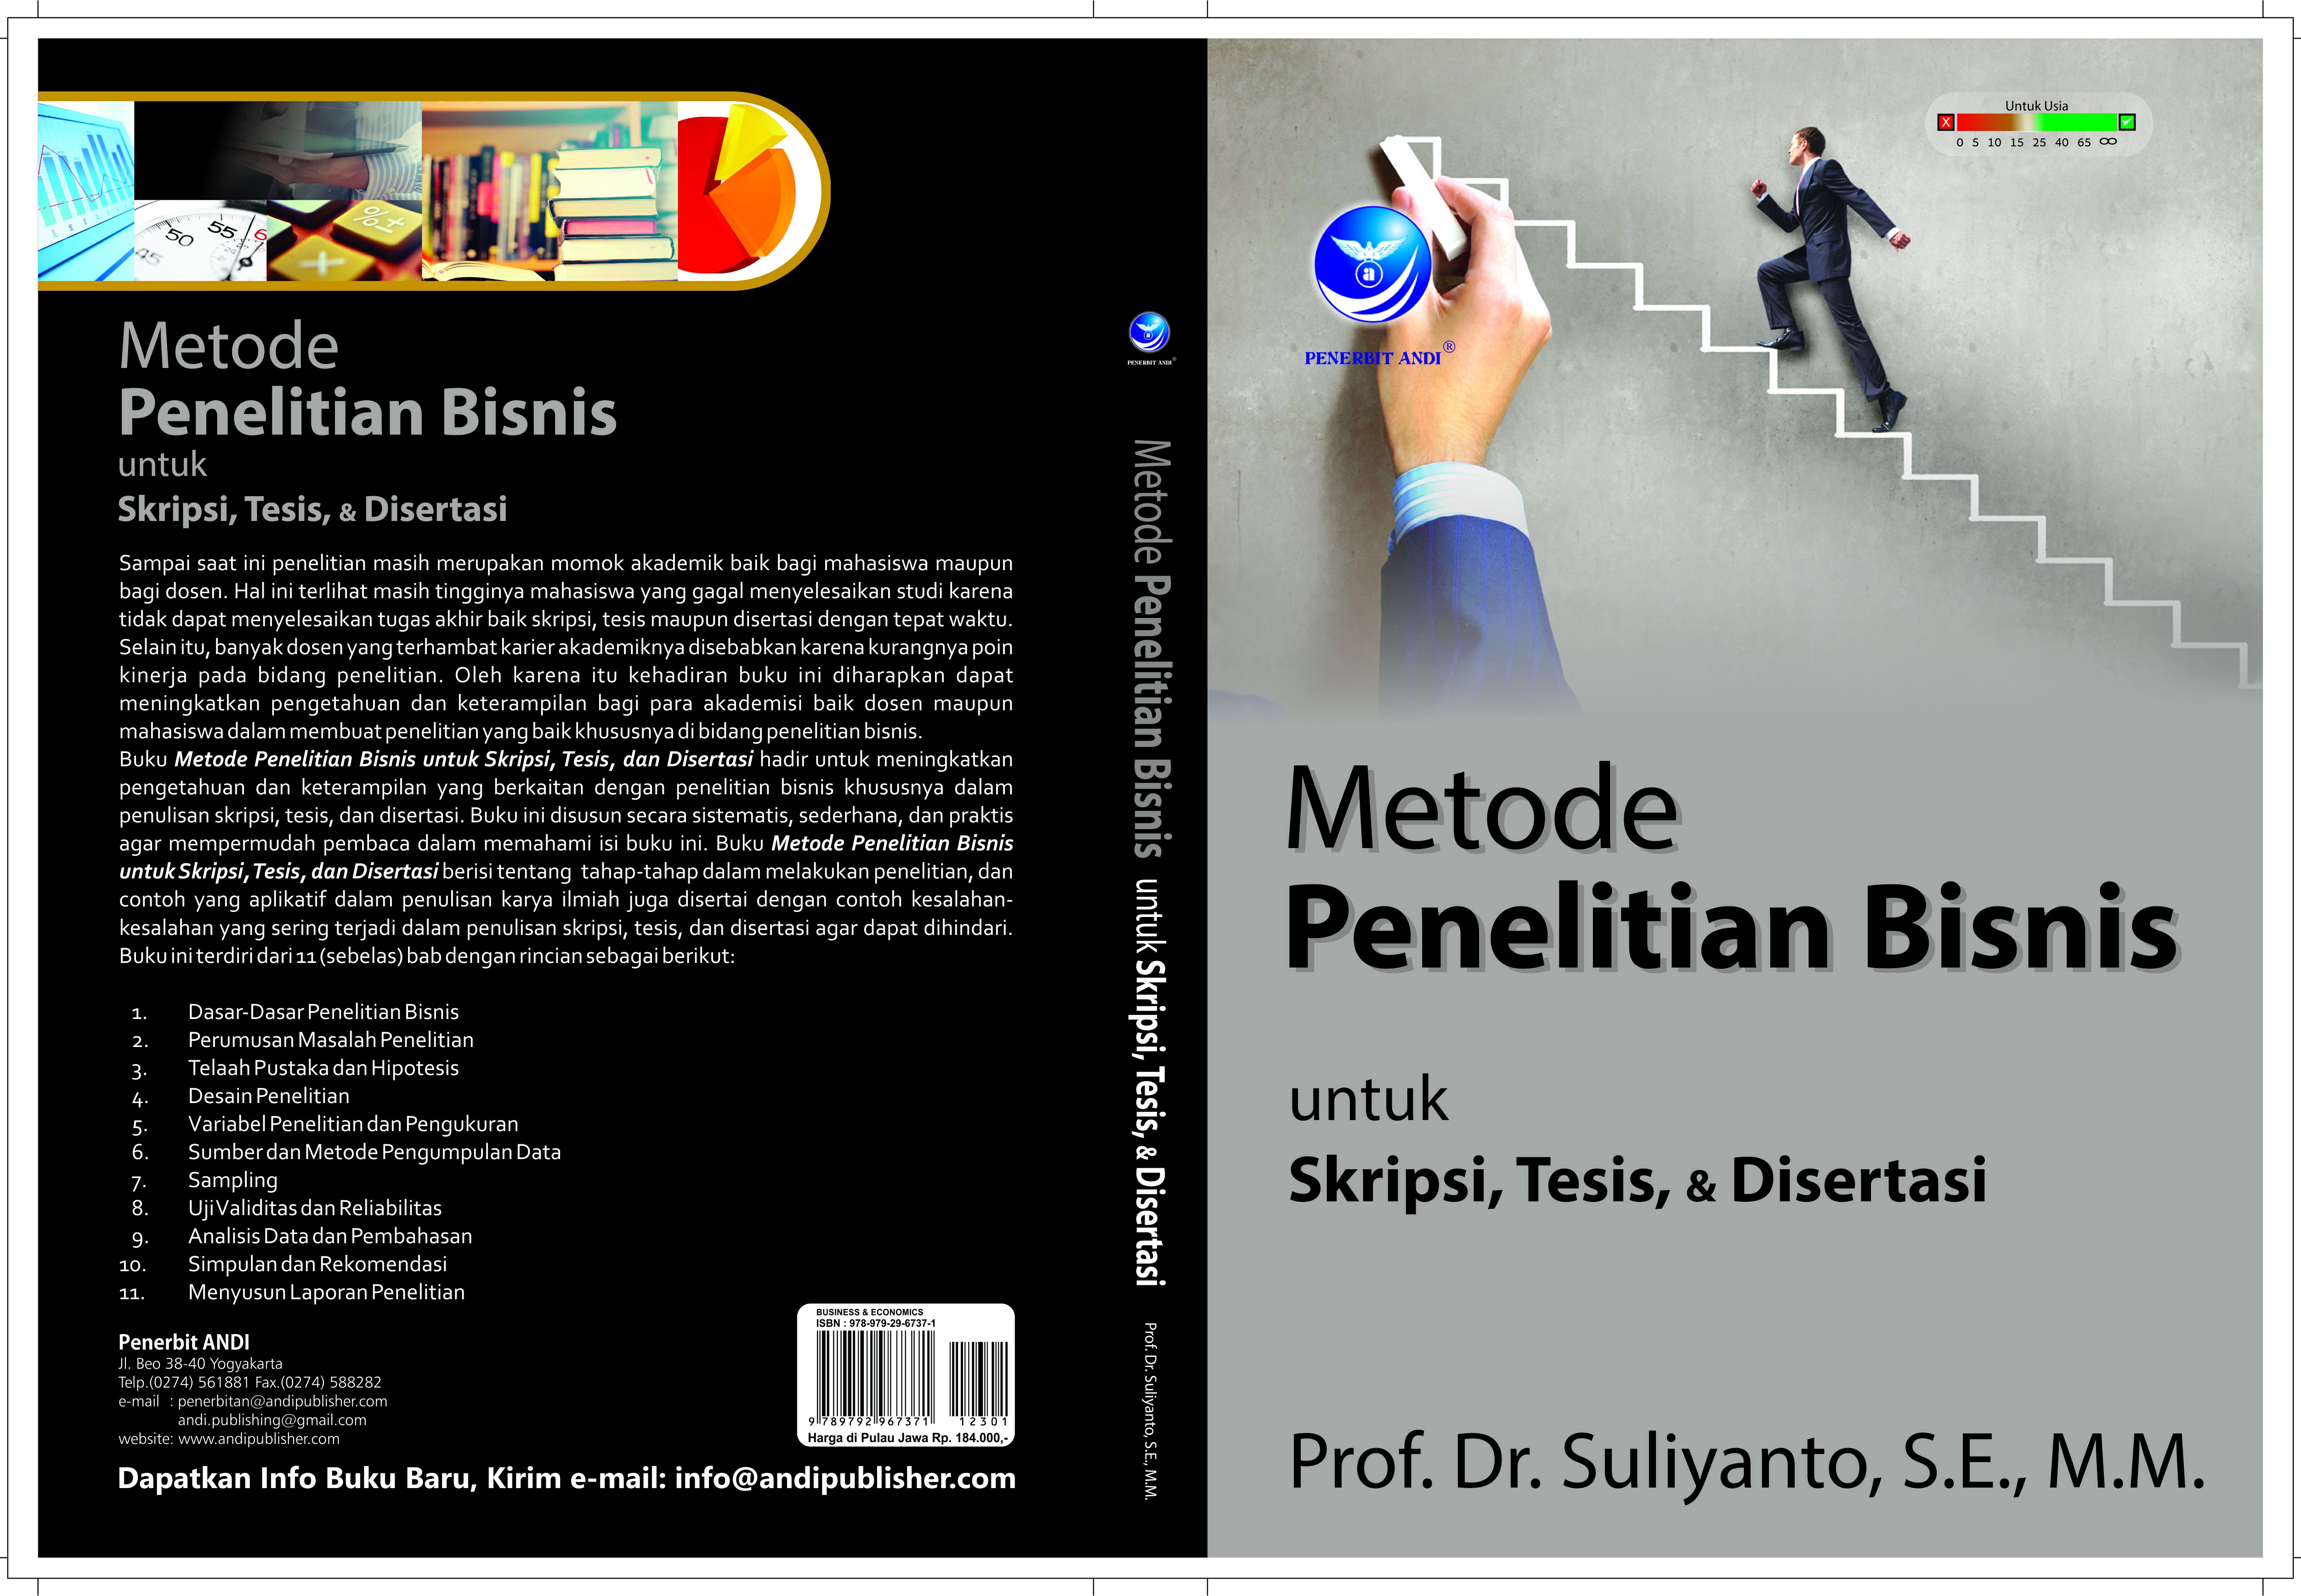 50
55
6
45
%±
+
Metode
Penelitian Bisnis
untuk
Skripsi, Tesis, & Disertasi
Sampai saat ini penelitian masih merupakan momok akademik baik bagi mahasiswa maupun
bagi dosen. Hal ini terlihat masih tingginya mahasiswa yang gagal menyelesaikan studi karena
tidak dapat menyelesaikan tugas akhir baik skripsi, tesis maupun disertasi dengan tepat waktu.
Selain itu, banyak dosen yang terhambat karier akademiknya disebabkan karena kurangnya poin
kinerja pada bidang penelitian. Oleh karena itu kehadiran buku ini diharapkan dapat
meningkatkan pengetahuan dan keterampilan bagi para akademisi baik dosen maupun
mahasiswa dalam membuat penelitian yang baik khususnya di bidang penelitian bisnis.
Buku Metode Penelitian Bisnis untuk Skripsi, Tesis, dan Disertasi hadir untuk meningkatkan
pengetahuan dan keterampilan yang berkaitan dengan penelitian bisnis khususnya dalam
penulisan skripsi, tesis, dan disertasi. Buku ini disusun secara sistematis, sederhana, dan praktis
agar mempermudah pembaca dalam memahami isi buku ini. Buku Metode Penelitian Bisnis
untuk Skripsi, Tesis, dan Disertasi berisi tentang tahap-tahap dalam melakukan penelitian, dan
contoh yang aplikatif dalam penulisan karya ilmiah juga disertai dengan contoh kesalahan-
kesalahan yang sering terjadi dalam penulisan skripsi, tesis, dan disertasi agar dapat dihindari.
Buku ini terdiri dari 11 (sebelas) bab dengan rincian sebagai berikut:
1. Dasar-Dasar Penelitian Bisnis
2. Perumusan Masalah Penelitian
3. Telaah Pustaka dan Hipotesis
4. Desain Penelitian
5. Variabel Penelitian dan Pengukuran
6. Sumber dan Metode Pengumpulan Data
7. Sampling
8. Uji Validitas dan Reliabilitas
9. Analisis Data dan Pembahasan
10. Simpulan dan Rekomendasi
11. Menyusun Laporan Penelitian
Penerbit ANDI
Jl. Beo 38-40 Yogyakarta
Telp.(0274) 561881 Fax.(0274) 588282
e-mail : penerbitan@andipublisher.com
andi.publishing@gmail.com
website: www.andipublisher.com
BUSINESS & ECONOMICS
ISBN : 978-979-29-6737-1
9 789792 967371 12301
Harga di Pulau Jawa Rp. 184.000,-
Dapatkan Info Buku Baru, Kirim e-mail: info@andipublisher.com
a
PENERBIT ANDI®
Metode Penelitian Bisnis untuk Skripsi, Tesis, & Disertasi
Prof. Dr. Suliyanto, S.E., M.M.
Untuk Usia
X ✓
0 5 10 15 25 40 65 ∞
a
PENERBIT ANDI®
Metode
Penelitian Bisnis
untuk
Skripsi, Tesis, & Disertasi
Prof. Dr. Suliyanto, S.E., M.M.